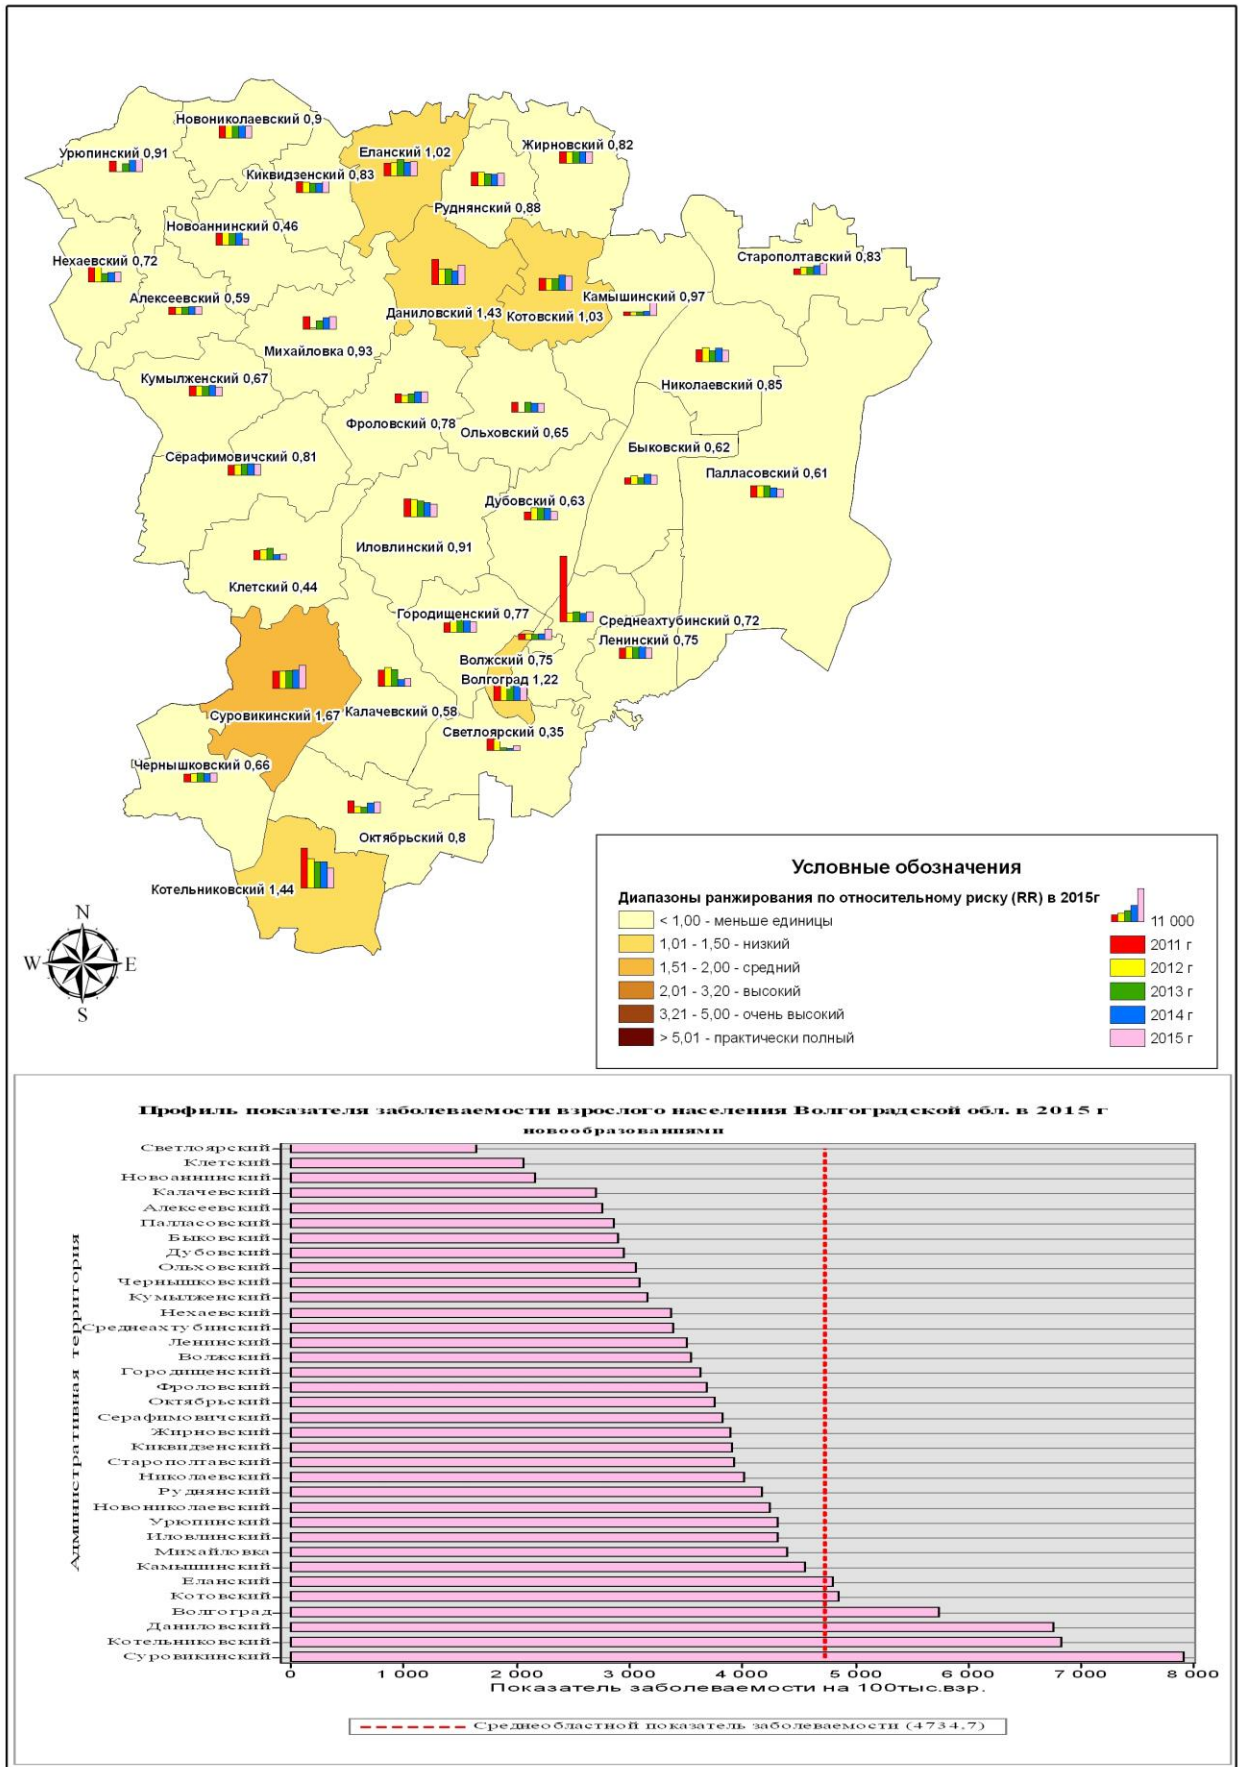 Новониколаевский 0,9
Урюпинский 0,91
Киквидзенский 0,83
Еланский 1,02
Жирновский 0,82
Руднянский 0,88
Новоаннинский 0,46
Нехаевский 0,72
Алексеевский 0,59
Михайловка 0,93
Даниловский 1,43
Котовский 1,03
Камышинский 0,97
Старополтавский 0,83
Николаевский 0,85
Кумылженский 0,67
Фроловский 0,78
Ольховский 0,65
Серафимовичский 0,81
Быковский 0,62
Палласовский 0,61
Дубовский 0,63
Иловлинский 0,91
Клетский 0,44
Городищенский 0,77
Среднеахтубинский 0,72
Ленинский 0,75
Волжский 0,75
Волгоград 1,22
Суровикинский 1,67
Калачевский 0,58
Светлоярский 0,35
Чернышковский 0,66
Октябрьский 0,8
Котельниковский 1,44
N
W E
S
Условные обозначения
Диапазоны ранжирования по относительному риску (RR) в 2015г
< 1,00 - меньше единицы
1,01 - 1,50 - низкий
1,51 - 2,00 - средний
2,01 - 3,20 - высокий
3,21 - 5,00 - очень высокий
> 5,01 - практически полный
11 000
2011 г
2012 г
2013 г
2014 г
2015 г
Профиль показателя заболеваемости взрослого населения Волгоградской обл. в 2015 г
новообразованиями
Административная территория
Светлоярский
Клетский
Новоаннинский
Калачевский
Алексеевский
Палласовский
Быковский
Дубовский
Ольховский
Чернышковский
Кумылженский
Нехаевский
Среднеахтубинский
Ленинский
Волжский
Городищенский
Фроловский
Октябрьский
Серафимовичский
Жирновский
Киквидзенский
Старополтавский
Николаевский
Руднянский
Новониколаевский
Урюпинский
Иловлинский
Михайловка
Камышинский
Еланский
Котовский
Волгоград
Даниловский
Котельниковский
Суровикинский
0 1 000 2 000 3 000 4 000 5 000 6 000 7 000 8 000
Показатель заболеваемости на 100тыс.взр.
Среднеобластной показатель заболеваемости (4734,7)